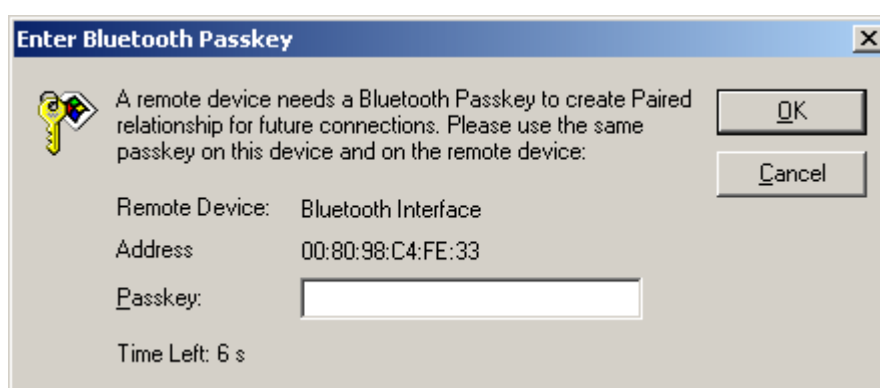 Enter Bluetooth Passkey
A remote device needs a Bluetooth Passkey to create Paired
relationship for future connections. Please use the same
passkey on this device and on the remote device:
OK
Cancel
Remote Device: Bluetooth Interface
Address 00:80:98:C4:FE:33
Passkey:
Time Left: 6 s